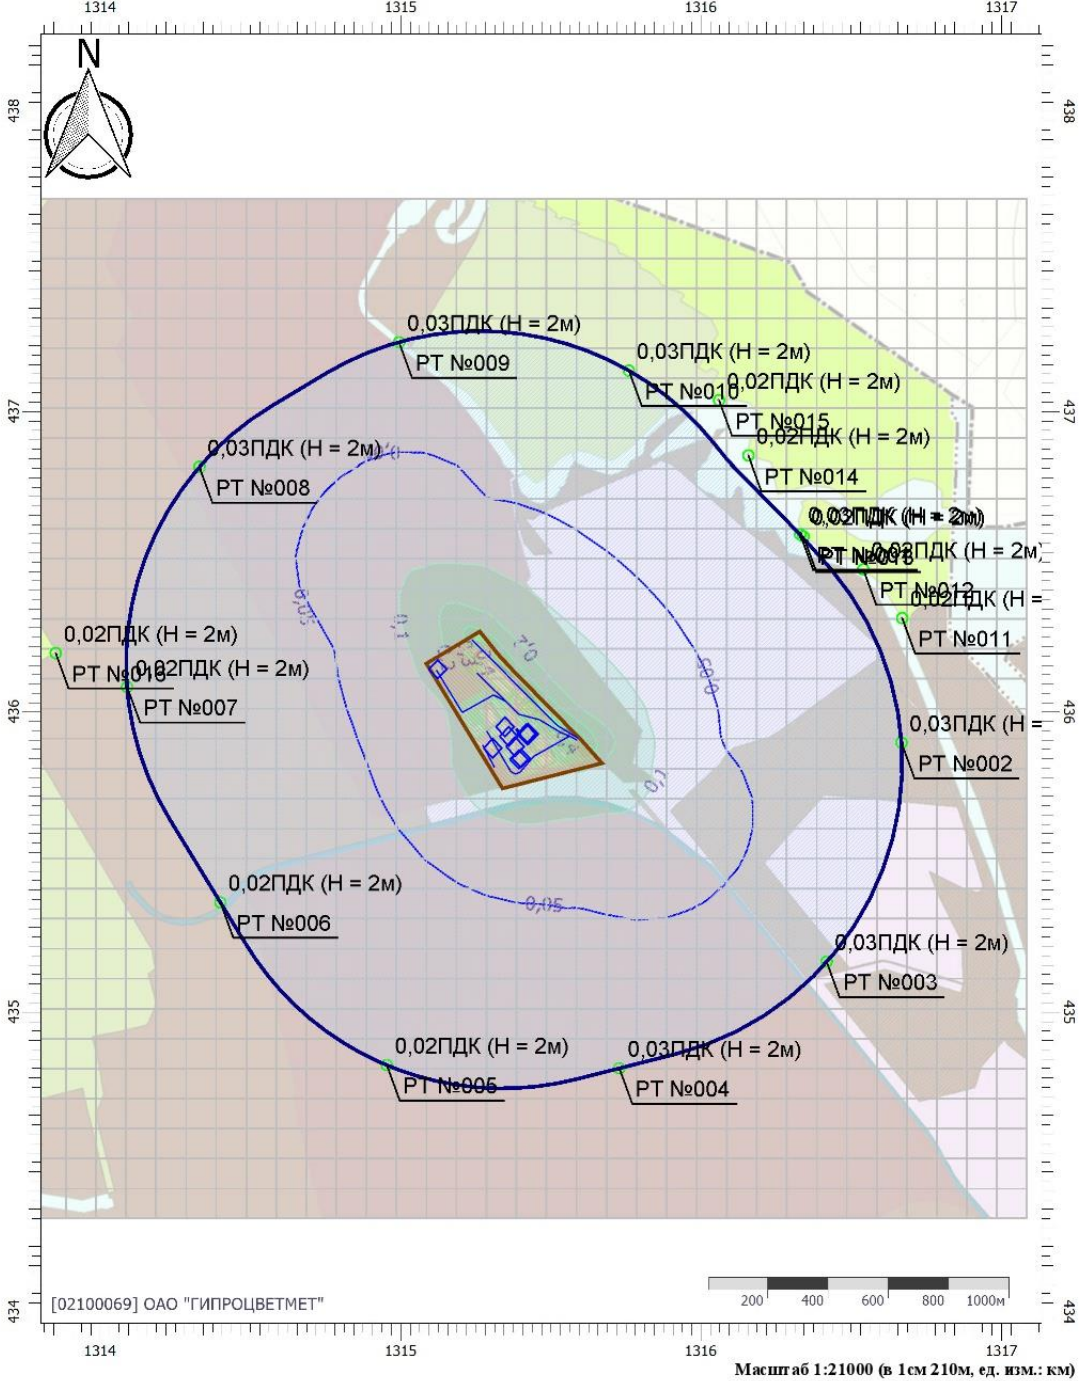 1314 1315 1316 1317
N
438 438
0,03ПДК (Н = 2м)
РТ №009
0,03ПДК (Н = 2м)
РТ №010
0,02ПДК (Н = 2м)
РТ №015
437 437
0,02ПДК (Н = 2м)
РТ №014
0,03ПДК (Н = 2м)
РТ №008
0,05
0,1
0,2
0,05
0,02ПДК (Н = 2м)
РТ №012
0,02ПДК (Н =
РТ №011
0,02ПДК (Н = 2м)
РТ №016
0,02ПДК (Н = 2м)
РТ №007
436 436
0,03ПДК (Н =
РТ №002
0,1
0,02ПДК (Н = 2м)
РТ №006
0,05
0,03ПДК (Н = 2м)
РТ №003
435 435
0,02ПДК (Н = 2м)
РТ №005
0,03ПДК (Н = 2м)
РТ №004
434 434
[02100069] ОАО "ГИПРОЦВЕТМЕТ"
200 400 600 800 1000м
1314 1315 1316 1317
Масштаб 1:21000 (в 1см 210м, ед. изм.: км)